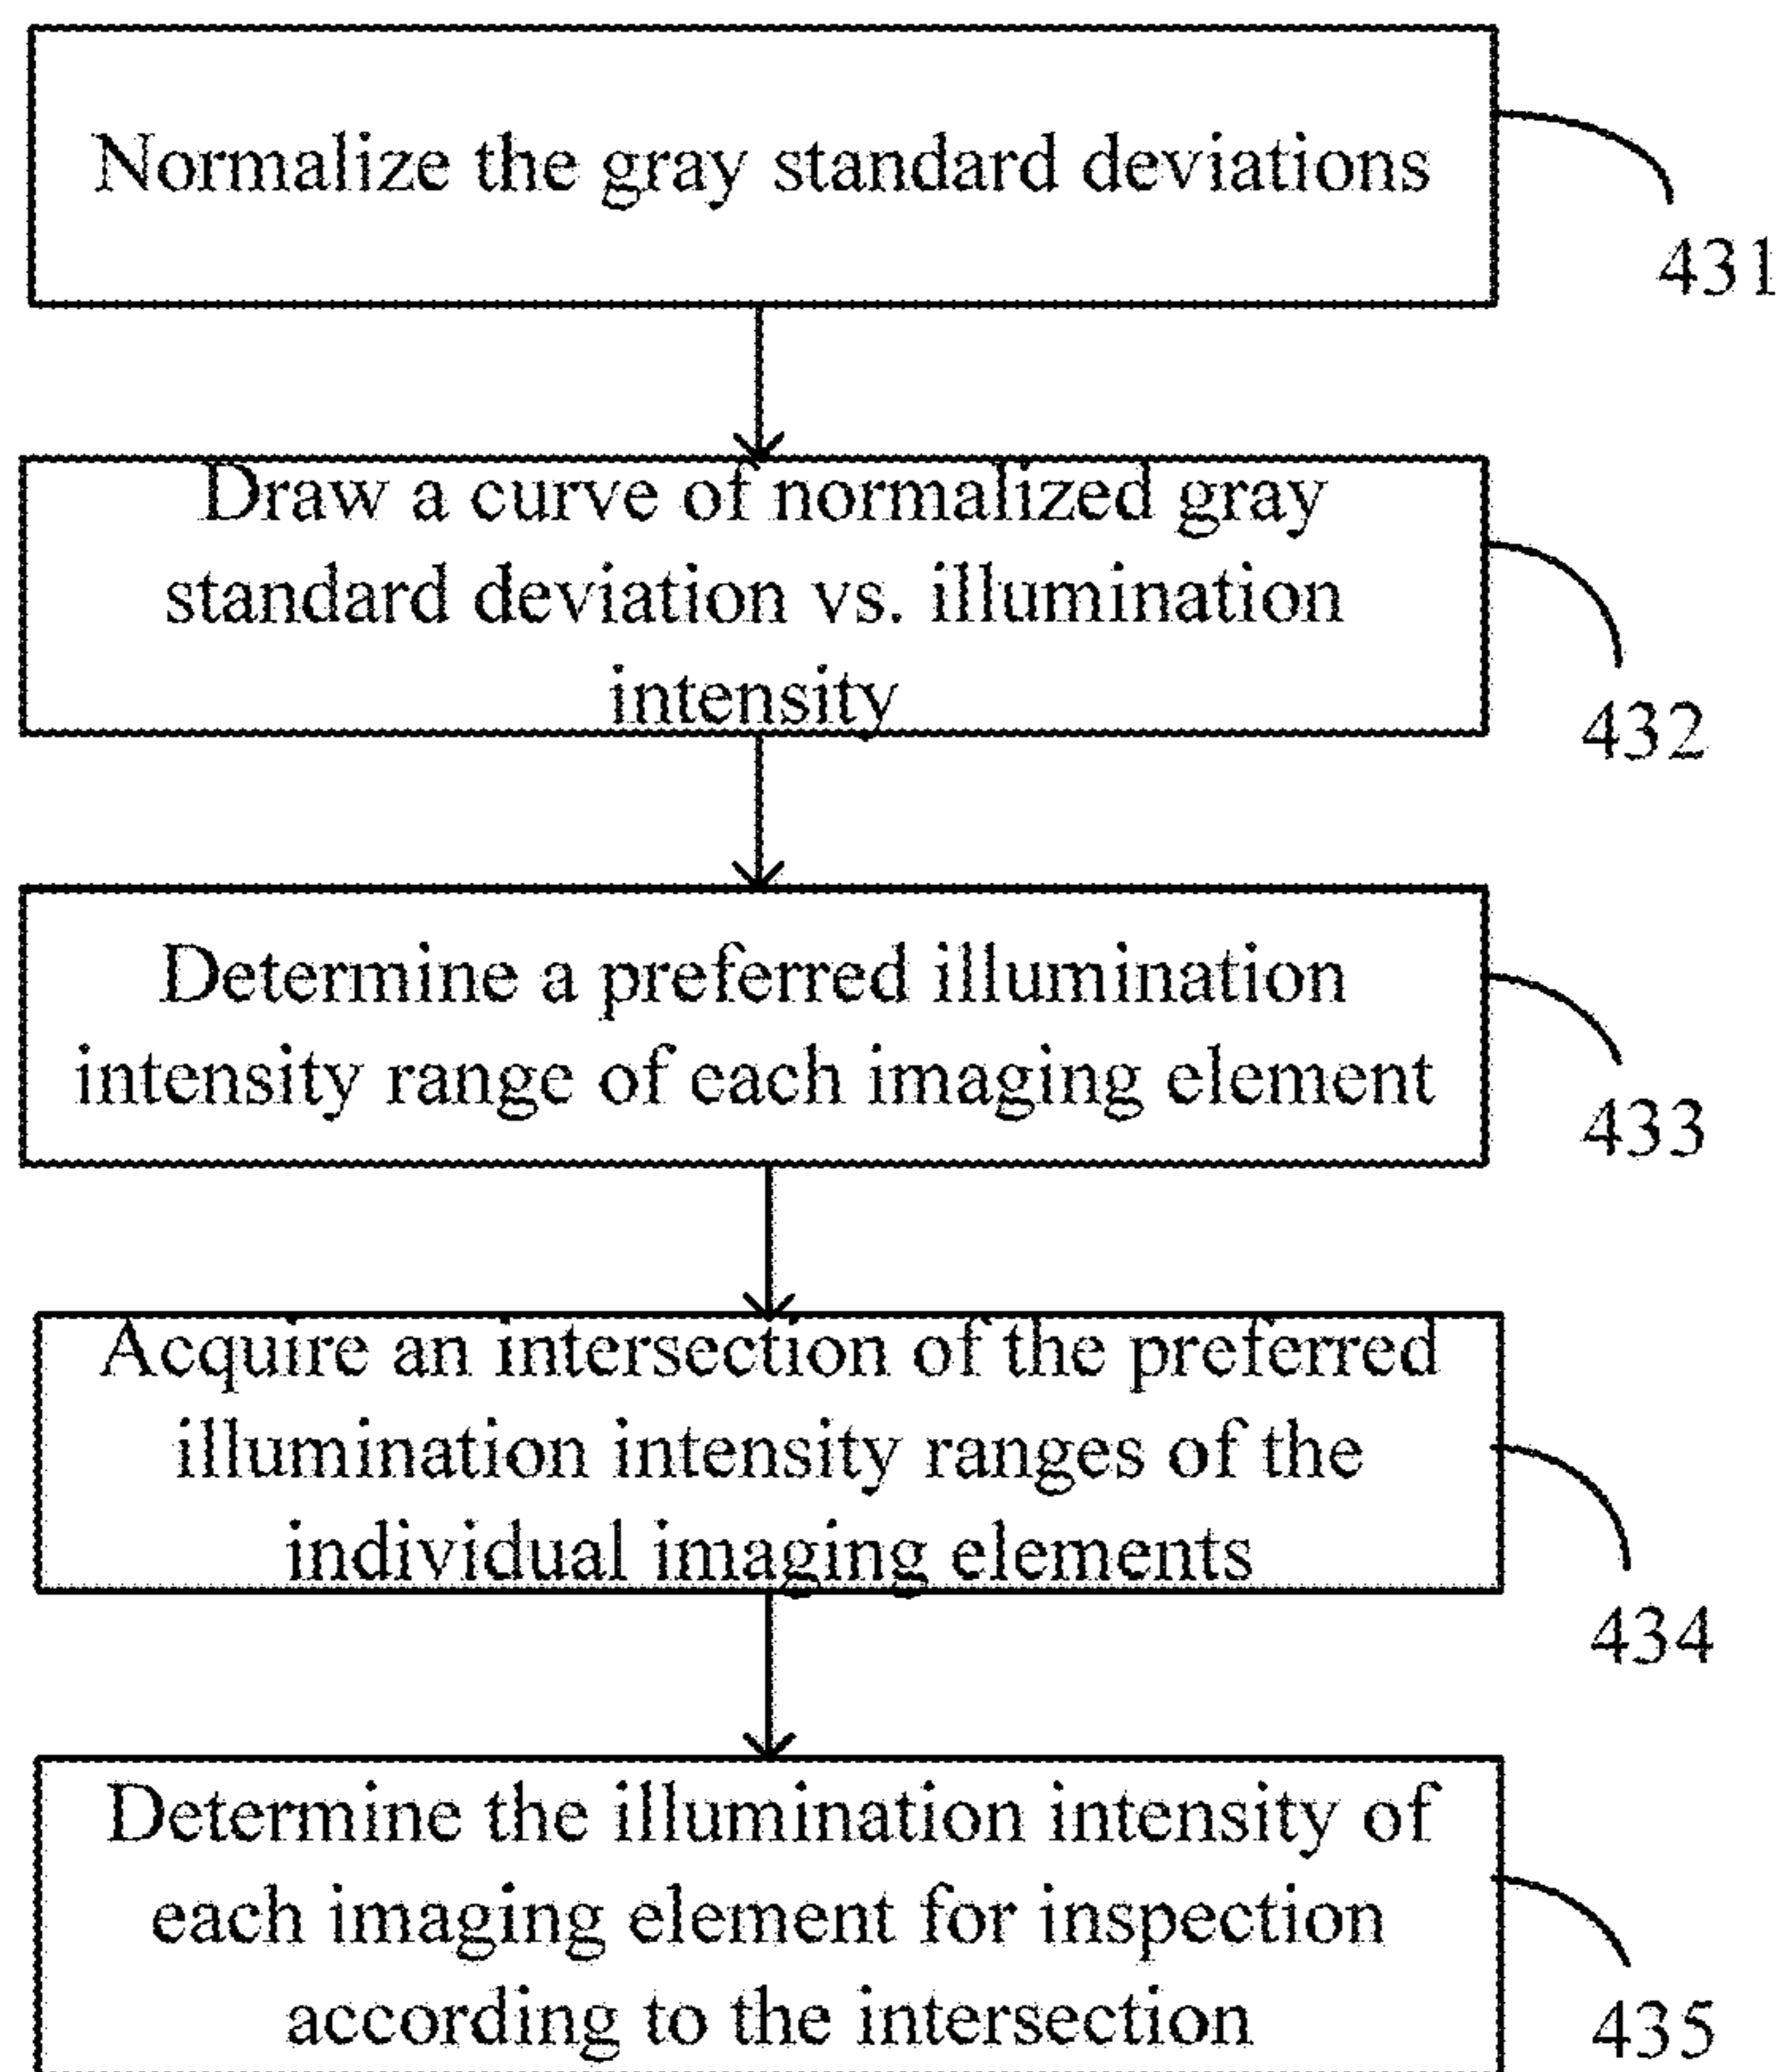 Normalize the gray standard deviations
431
Draw a curve of normalized gray
standard deviation vs. illumination
intensity
432
Determine a preferred illumination
intensity range of each imaging element
433
Acquire an intersection of the preferred
illumination intensity ranges of the
individual imaging elements
434
Determine the illumination intensity of
each imaging element for inspection
according to the intersection
435